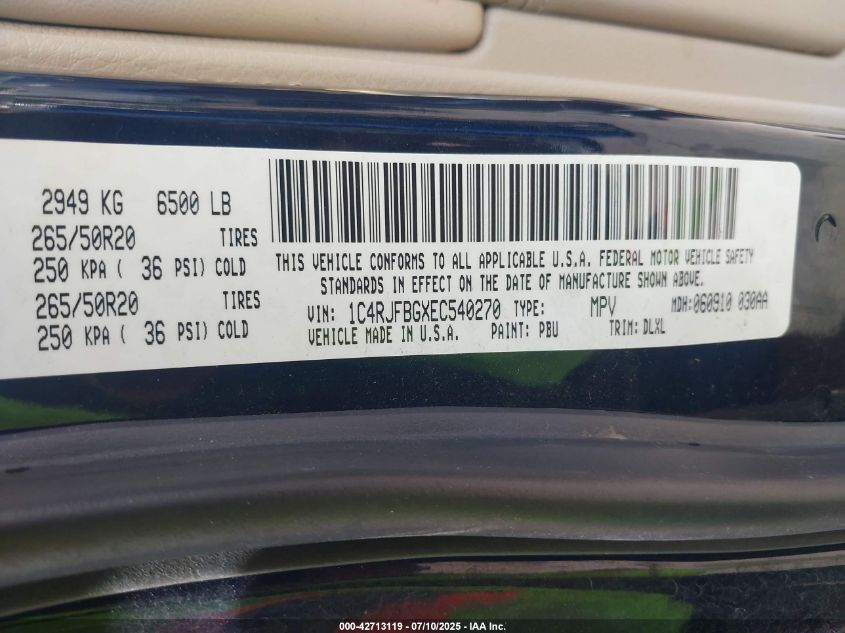 2949 KG 6500 LB
265/50R20 TIRES
250 KPA ( 36 PSI) COLD
265/50R20 TIRES
250 KPA ( 36 PSI) COLD
THIS VEHICLE CONFORMS TO ALL APPLICABLE U.S.A. FEDERAL MOTOR VEHICLE SAFETY
STANDARDS IN EFFECT ON THE DATE OF MANUFACTURE SHOWN ABOVE.
VIN: 1C4RJFBGXEC540270 TYPE: MPV MDH:060910 030AA
VEHICLE MADE IN U.S.A. PAINT: PBU TRIM: DLXL
000-42713119 - 07/10/2025 - IAA Inc.